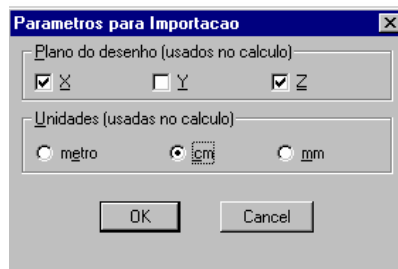 Parametros para Importacao
Plano do desenho (usados no calculo)
X Y Z
Unidades (usadas no calculo)
metro cm mm
OK Cancel